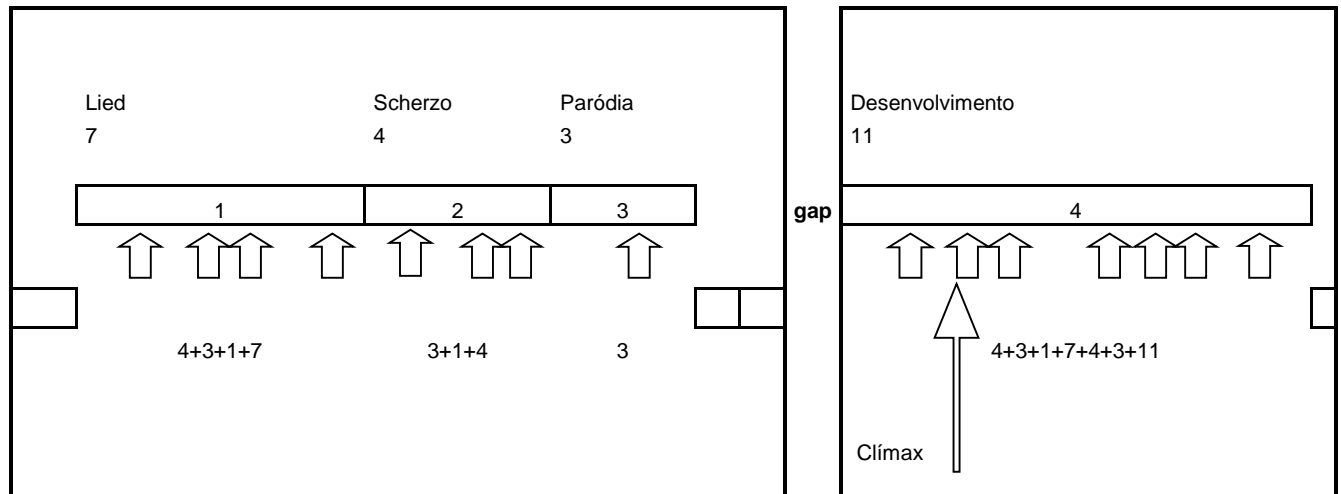 Lied
7
Scherzo
4
Paródia
3
Desenvolvimento
11
1
2
3
gap
4
4+3+1+7
3+1+4
3
4+3+1+7+4+3+11
Clímax